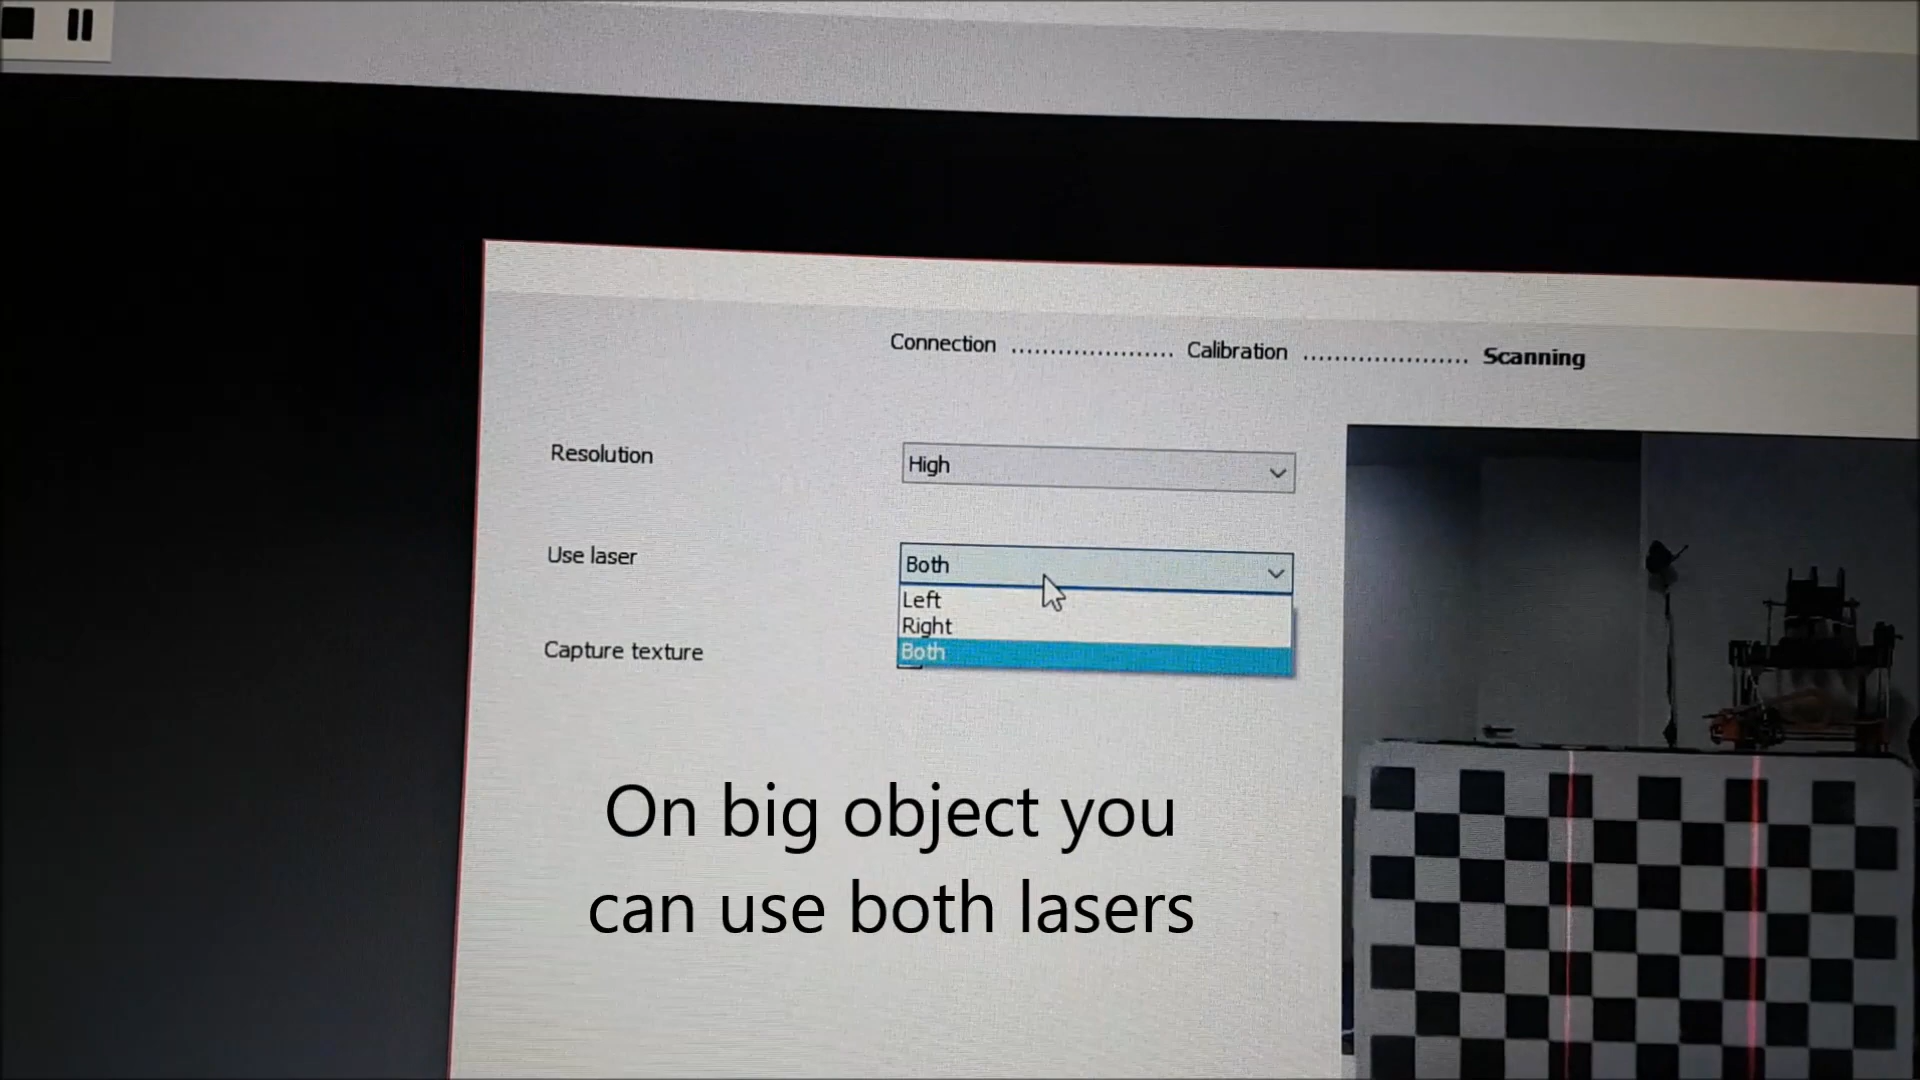 Connection ..................... Calibration ..................... Scanning
Resolution High
Use laser Both
Left
Right
Both
Capture texture
On big object you
can use both lasers